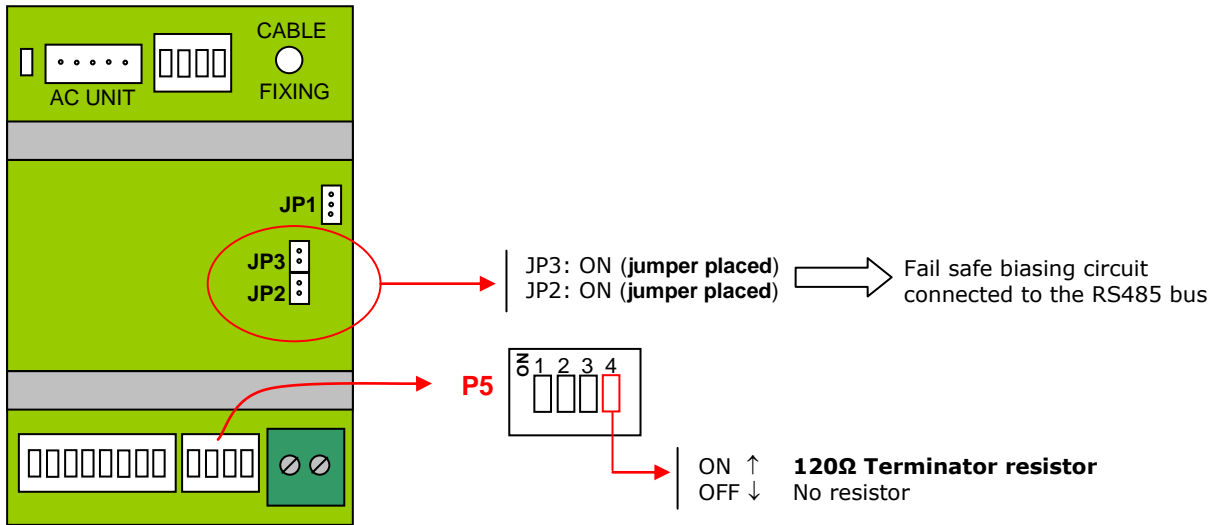 CABLE
FIXING
AC UNIT
JP1
JP3
JP2
JP3: ON (jumper placed)
JP2: ON (jumper placed)
Fail safe biasing circuit
connected to the RS485 bus
P5
ON
1 2 3 4
ON ↑ 120Ω Terminator resistor
OFF ↓ No resistor